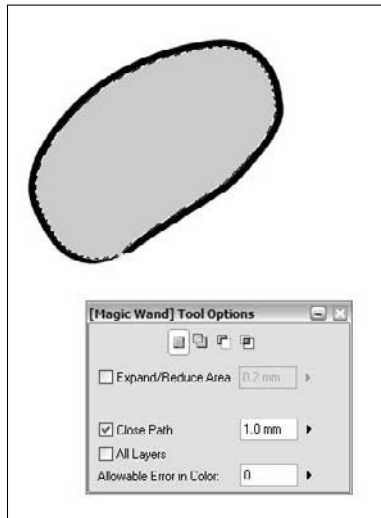 [Magic Wand] Tool Options
Expand/Reduce Area 0.2 mm
Close Path 1.0 mm
All Layers
Allowable Error in Color: 0